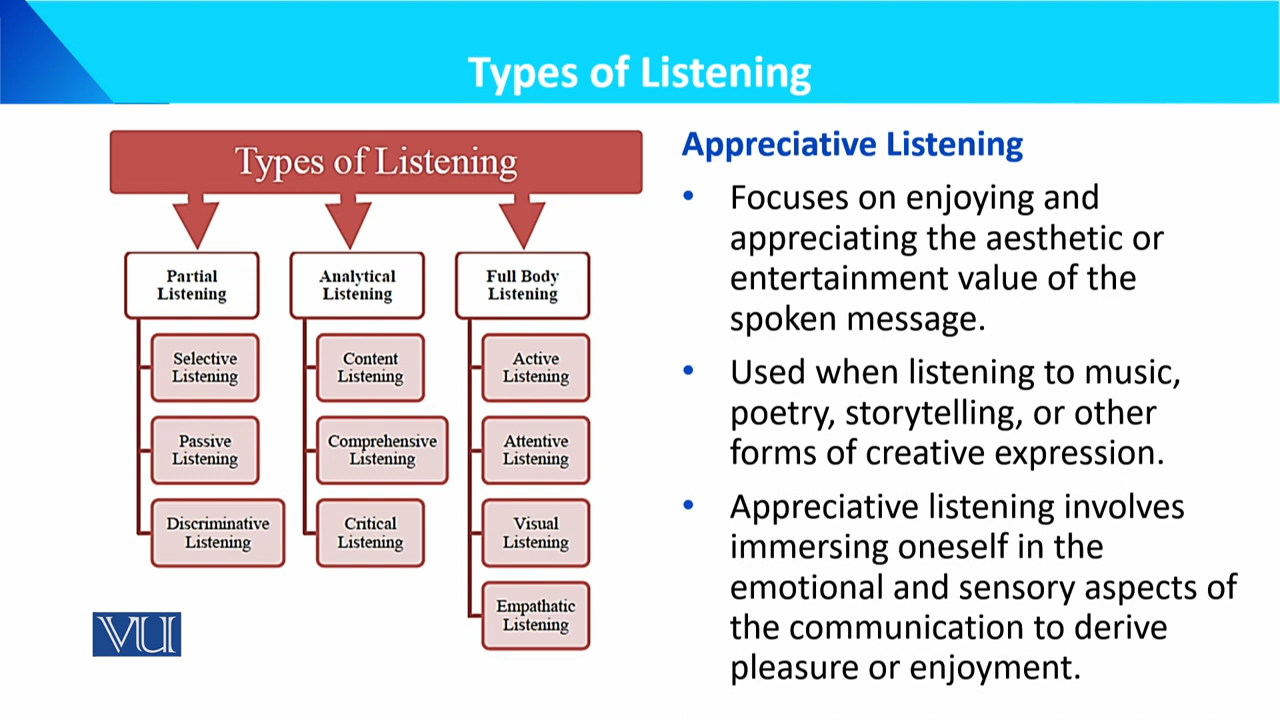 Types of Listening
Types of Listening
Partial
Listening
Selective
Listening
Passive
Listening
Discriminative
Listening
Analytical
Listening
Content
Listening
Comprehensive
Listening
Critical
Listening
Full Body
Listening
Active
Listening
Attentive
Listening
Visual
Listening
Empathatic
Listening
VU
Appreciative Listening
• Focuses on enjoying and
appreciating the aesthetic or
entertainment value of the
spoken message.
• Used when listening to music,
poetry, storytelling, or other
forms of creative expression.
• Appreciative listening involves
immersing oneself in the
emotional and sensory aspects of
the communication to derive
pleasure or enjoyment.